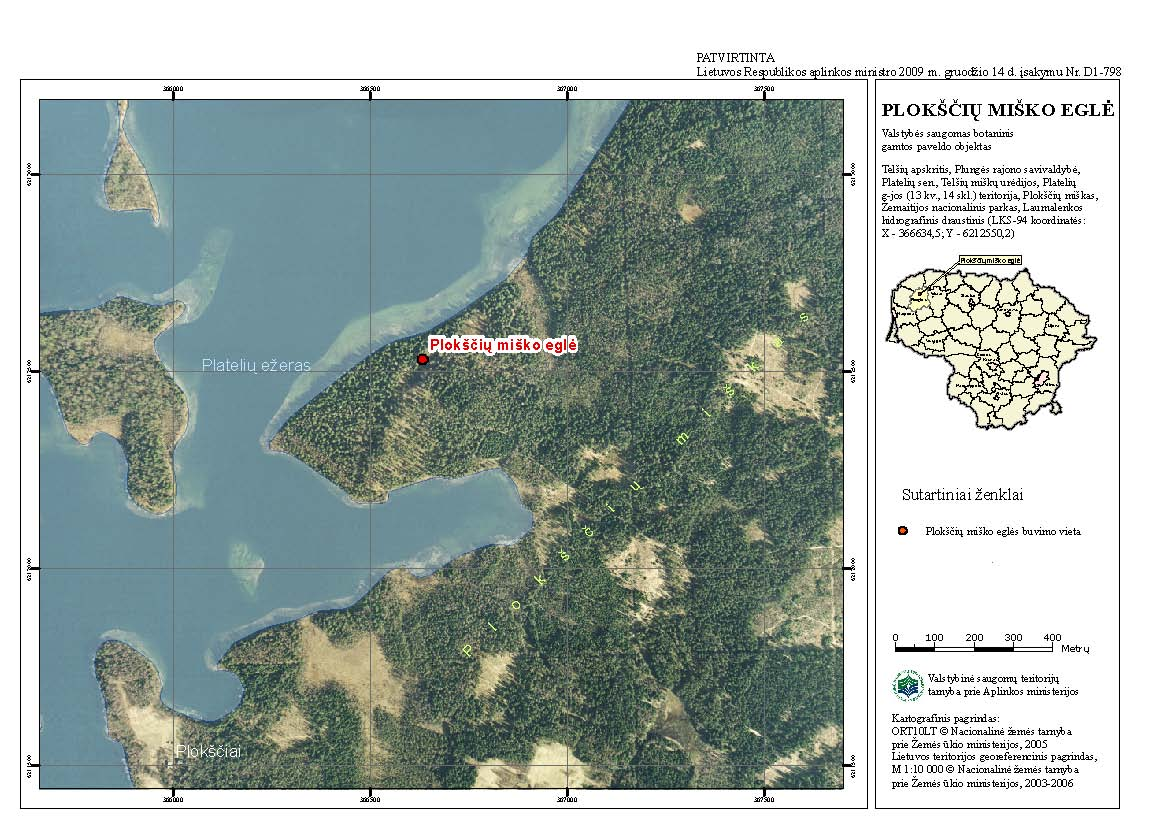 PATVIRTINTA
Lietuvos Respublikos aplinkos ministro 2009 m. gruodžio 14 d. įsakymu Nr. D1-798
366000 366500 367000 367500
Platelių ežeras
Plokščių miško eglė
Plokščių miškas
Plokščiai
366000 366500 367000 367500
PLOKŠČIŲ MIŠKO EGLĖ
Valstybės saugomas botaninis
gamtos paveldo objektas
Telšių apskritis, Plungės rajono savivaldybė,
Platelių sen., Telšių miškų urėdijos, Platelių
g-jos (13 kv., 14 skl.) teritorija, Plokščių miškas,
Žemaitijos nacionalinis parkas, Laumalenkos
hidrografinis draustinis (LKS-94 koordinatės:
X - 366634,5; Y - 6212550,2)
Plokščių miško eglė
Sutartiniai ženklai
Plokščių miško eglės buvimo vieta
0 100 200 300 400
Metrų
Valstybinė saugomų teritorijų
tarnyba prie Aplinkos ministerijos
Kartografinis pagrindas:
ORT10LT © Nacionalinė žemės tarnyba
prie Žemės ūkio ministerijos, 2005
Lietuvos teritorijos georeferencinis pagrindas,
M 1:10 000 © Nacionalinė žemės tarnyba
prie Žemės ūkio ministerijos, 2003-2006